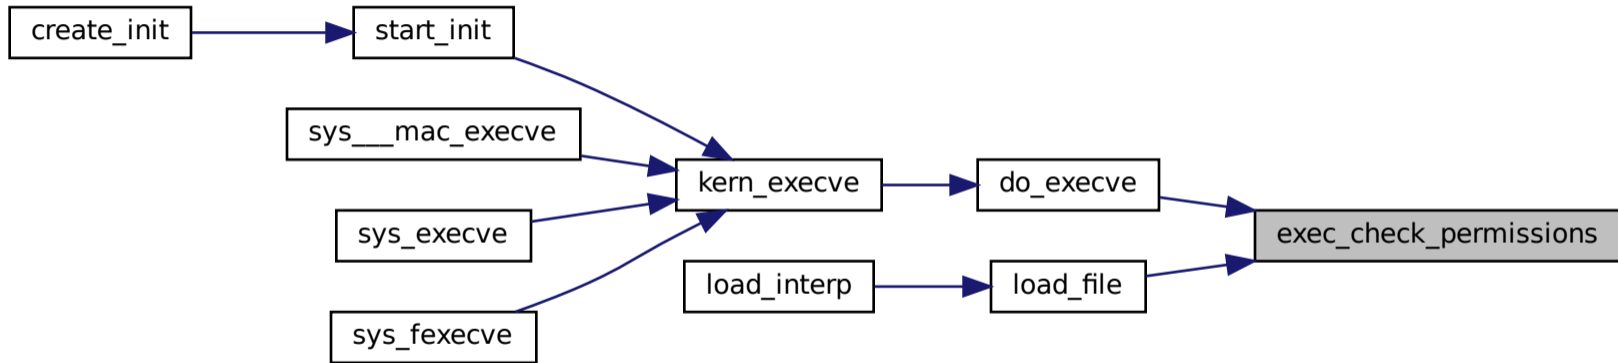 create_init
start_init
sys___mac_execve
kern_execve
do_execve
sys_execve
exec_check_permissions
load_interp
load_file
sys_fexecve